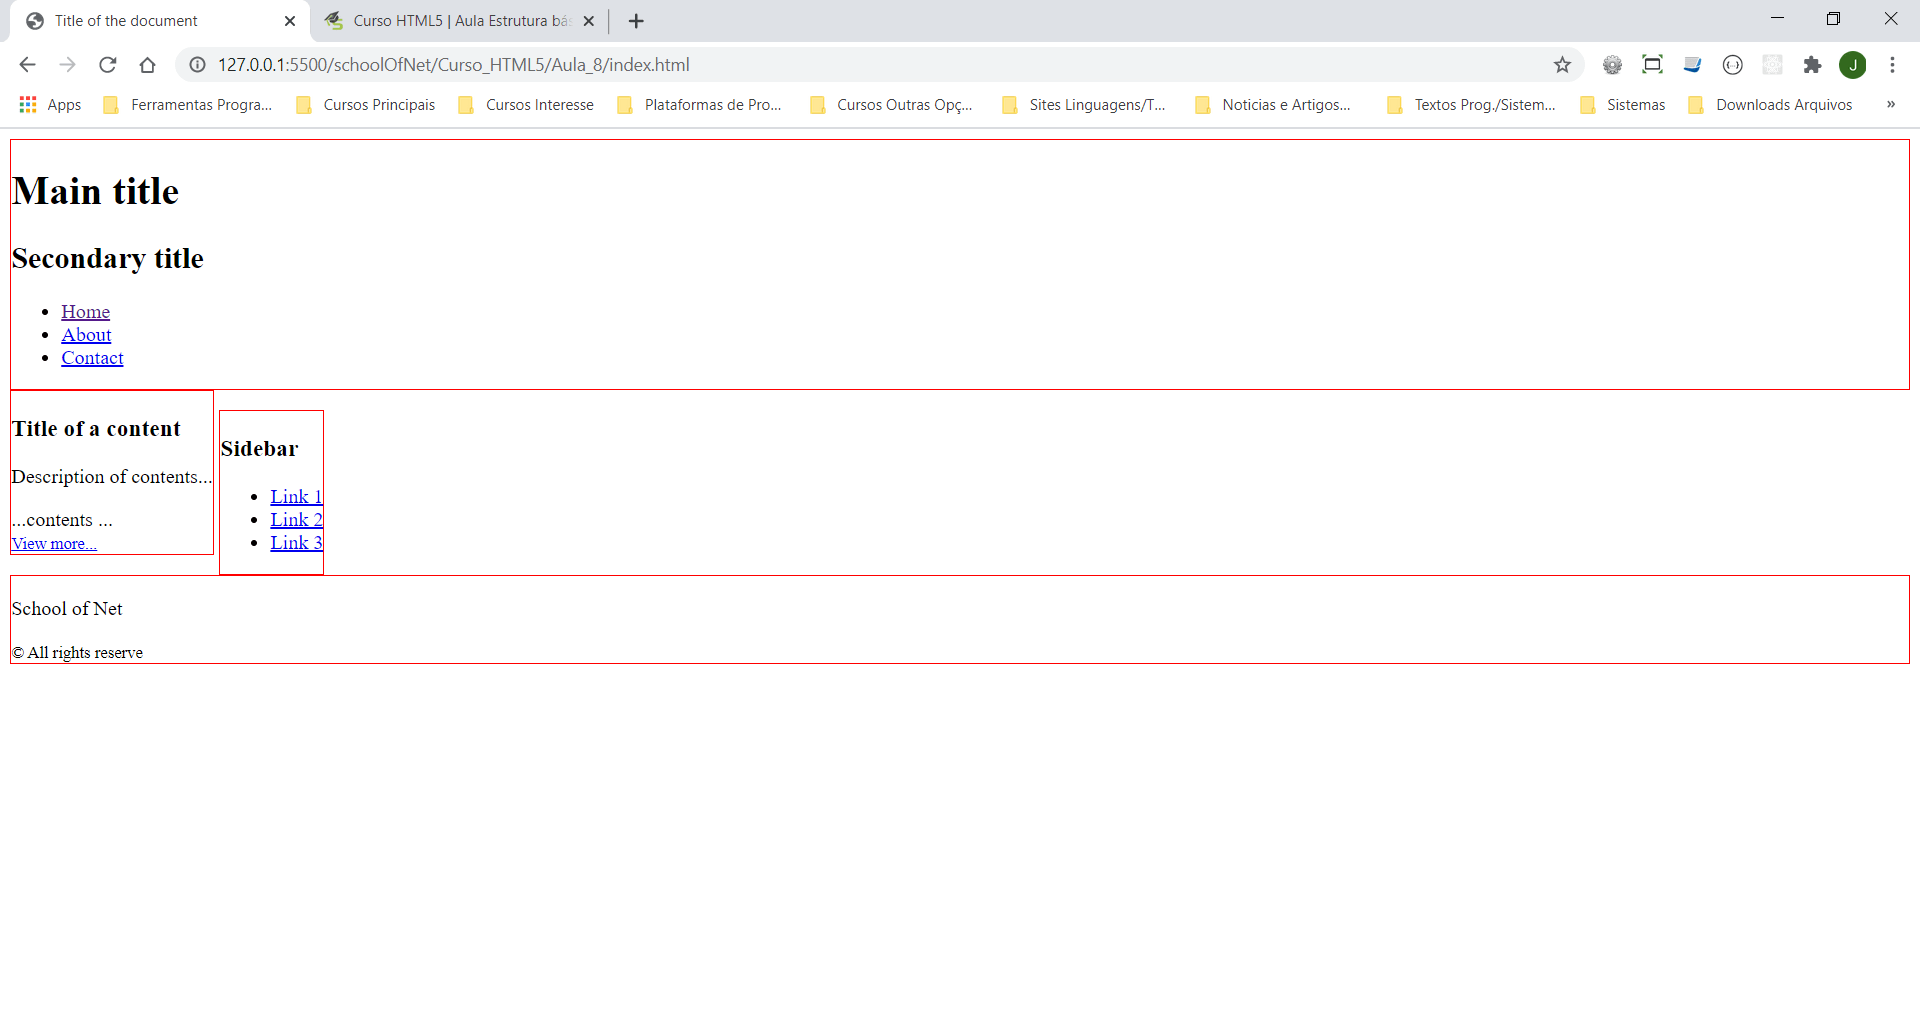 Title of the document
Curso HTML5 | Aula Estrutura bás
127.0.0.1:5500/schoolOfNet/Curso_HTML5/Aula_8/index.html
J
Apps Ferramentas Progra... Cursos Principais Cursos Interesse Plataformas de Pro... Cursos Outras Opç... Sites Linguagens/T... Noticias e Artigos... Textos Prog./Sistem... Sistemas Downloads Arquivos »
Main title
Secondary title
• Home
• About
• Contact
Title of a content
Description of contents...
...contents ...
View more...
Sidebar
• Link 1
• Link 2
• Link 3
School of Net
© All rights reserve